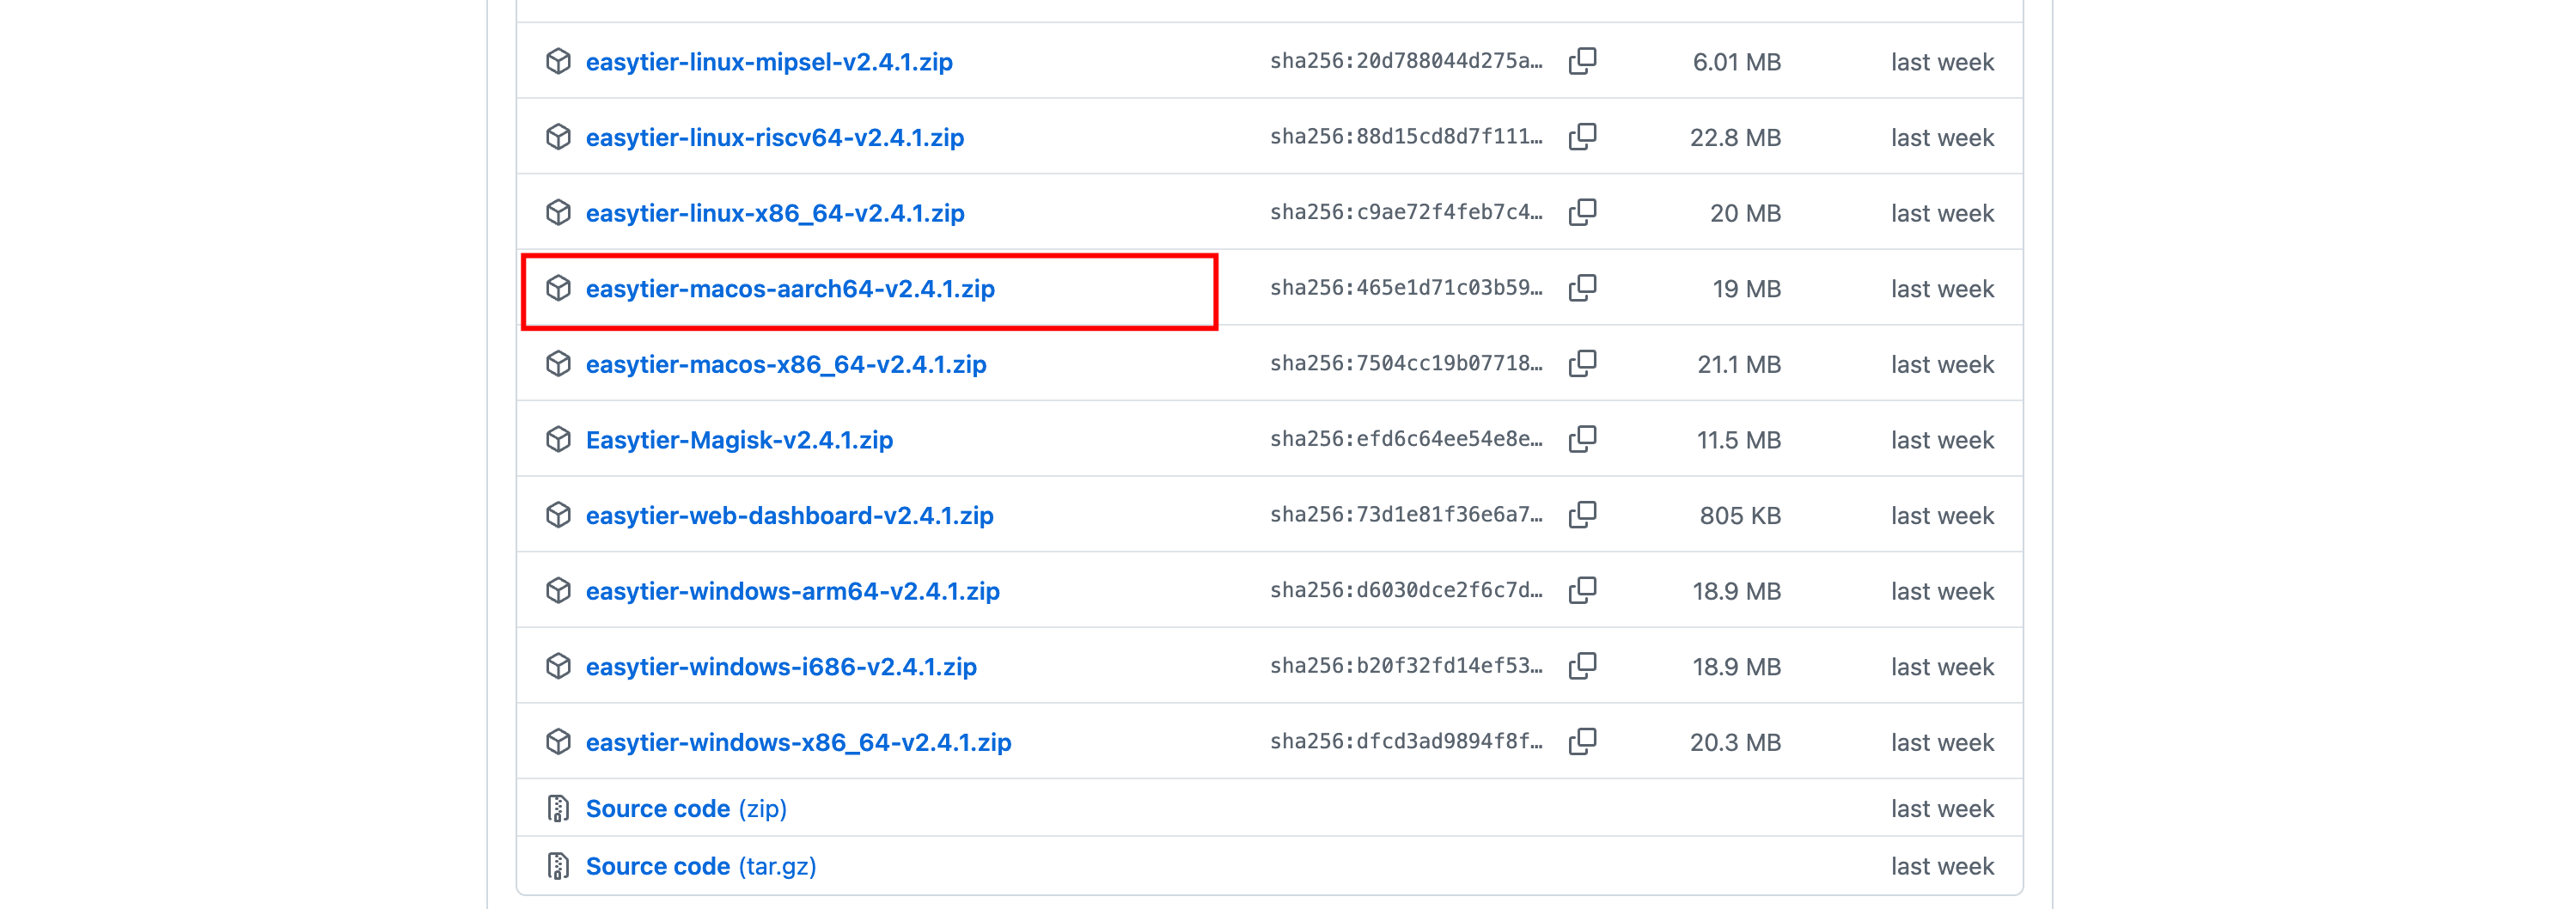 easytier-linux-mipsel-v2.4.1.zip sha256:20d788044d275a… 6.01 MB last week
easytier-linux-riscv64-v2.4.1.zip sha256:88d15cd8d7f111… 22.8 MB last week
easytier-linux-x86_64-v2.4.1.zip sha256:c9ae72f4feb7c4… 20 MB last week
easytier-macos-aarch64-v2.4.1.zip sha256:465e1d71c03b59… 19 MB last week
easytier-macos-x86_64-v2.4.1.zip sha256:7504cc19b07718… 21.1 MB last week
Easytier-Magisk-v2.4.1.zip sha256:efd6c64ee54e8e… 11.5 MB last week
easytier-web-dashboard-v2.4.1.zip sha256:73d1e81f36e6a7… 805 KB last week
easytier-windows-arm64-v2.4.1.zip sha256:d6030dce2f6c7d… 18.9 MB last week
easytier-windows-i686-v2.4.1.zip sha256:b20f32fd14ef53… 18.9 MB last week
easytier-windows-x86_64-v2.4.1.zip sha256:dfcd3ad9894f8f… 20.3 MB last week
Source code (zip) last week
Source code (tar.gz) last week